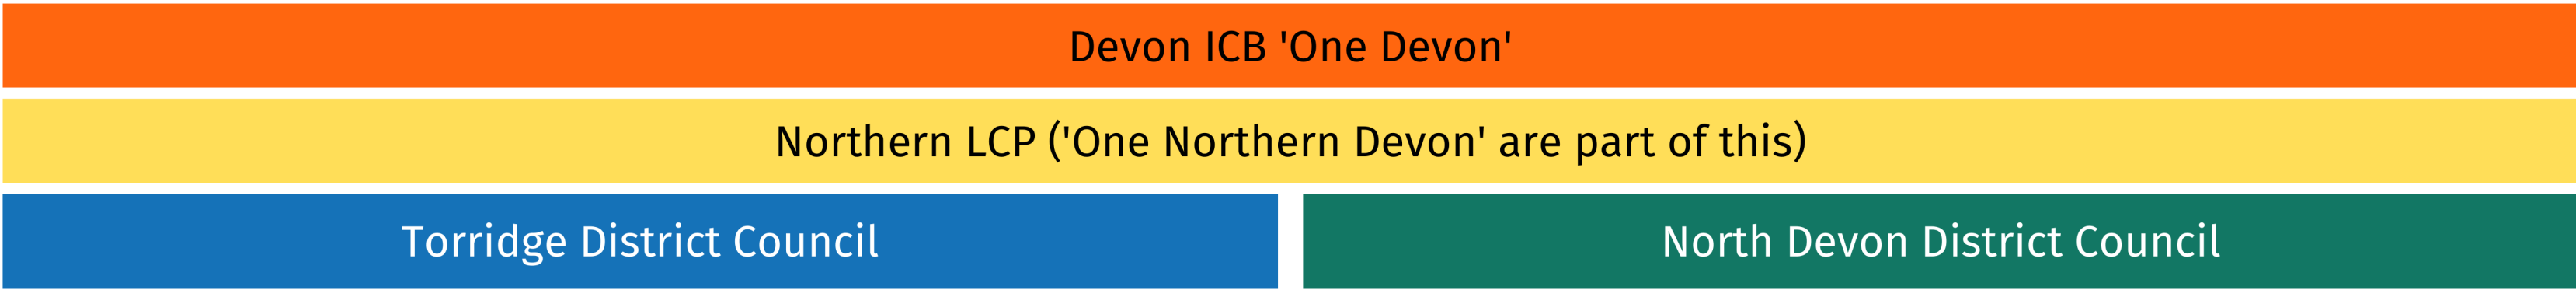 Devon ICB 'One Devon'
Northern LCP ('One Northern Devon' are part of this)
Torridge District Council
North Devon District Council